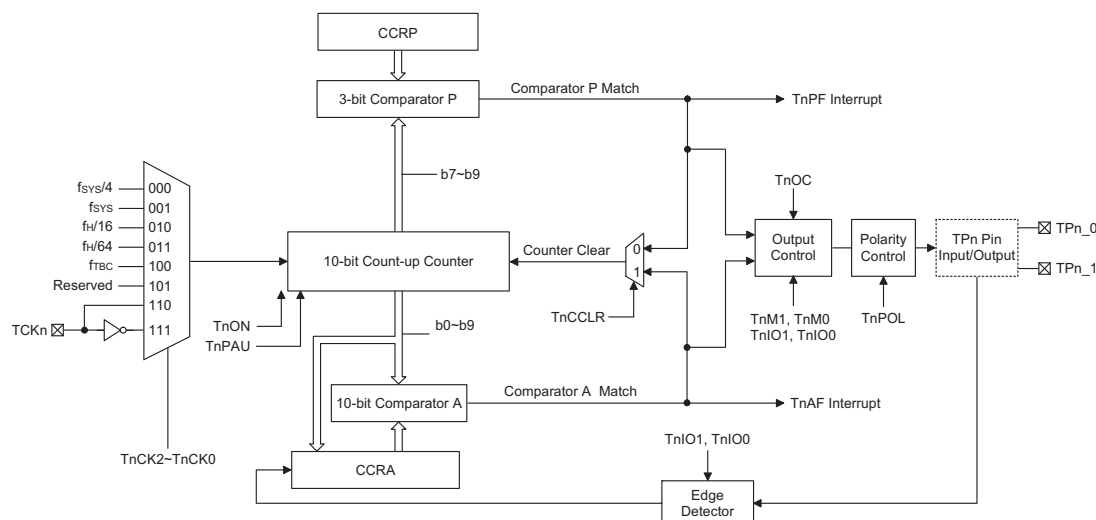 CCRP
3-bit Comparator P
Comparator P Match
TnPF Interrupt
b7~b9
fSYS/4
000
fSYS
001
fH/16
010
fH/64
011
fTBC
100
Reserved
101
110
TCKn
111
TnCK2~TnCK0
10-bit Count-up Counter
TnON
TnPAU
Counter Clear
0
1
TnCCLR
TnOC
Output
Control
TnM1, TnM0
TnIO1, TnIO0
Polarity
Control
TnPOL
TPn Pin
Input/Output
TPn_0
TPn_1
b0~b9
10-bit Comparator A
Comparator A Match
TnAF Interrupt
CCRA
TnIO1, TnIO0
Edge
Detector